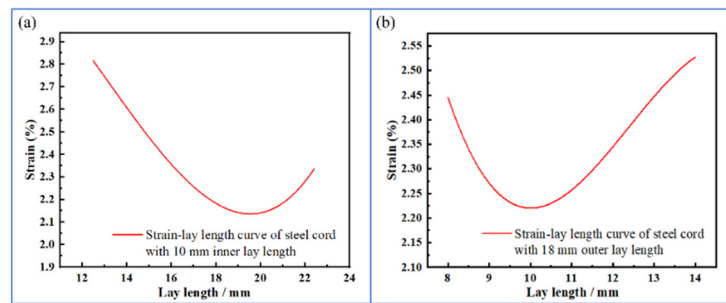 (a)
2.9
2.8
2.7
2.6
2.5
2.4
2.3
2.2
2.1
2.0
1.9
Strain (%)
Strain-lay length curve of steel cord
with 10 mm inner lay length
12 14 16 18 20 22 24
Lay length / mm
(b)
2.55
2.50
2.45
2.40
2.35
2.30
2.25
2.20
2.15
2.10
Strain (%)
Strain-lay length curve of steel cord
with 18 mm outer lay length
8 9 10 11 12 13 14
Lay length / mm